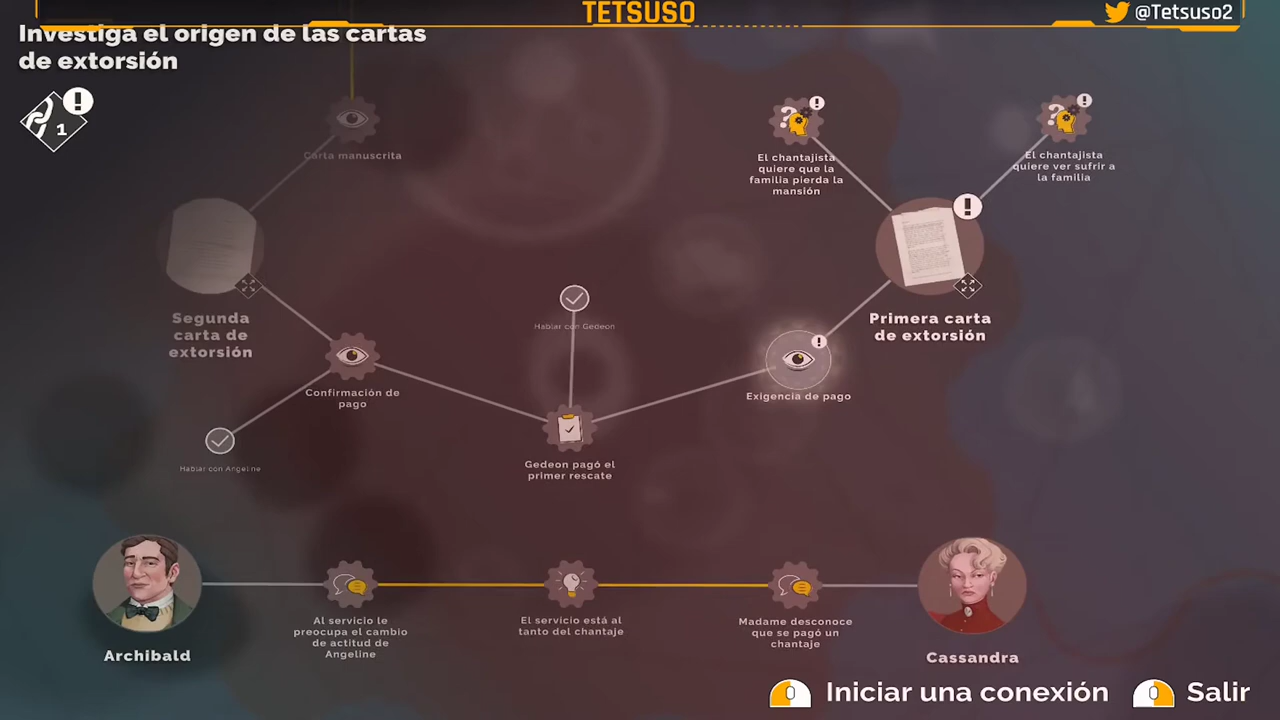 TETSUSO
@Tetsuso2
Investiga el origen de las cartas
de extorsión
1
Carta manuscrita
El chantajista
quiere que la
familia pierda la
mansión
El chantajista
quiere ver sufrir a
la familia
Segunda
carta de
extorsión
Hablar con Gedeon
Primera carta
de extorsión
Confirmación de
pago
Exigencia de pago
Hablar con Angeline
Gedeon pagó el
primer rescate
Al servicio le
preocupa el cambio
de actitud de
Angeline
El servicio está al
tanto del chantaje
Madame desconoce
que se pagó un
chantaje
Archibald
Cassandra
Iniciar una conexión
Salir